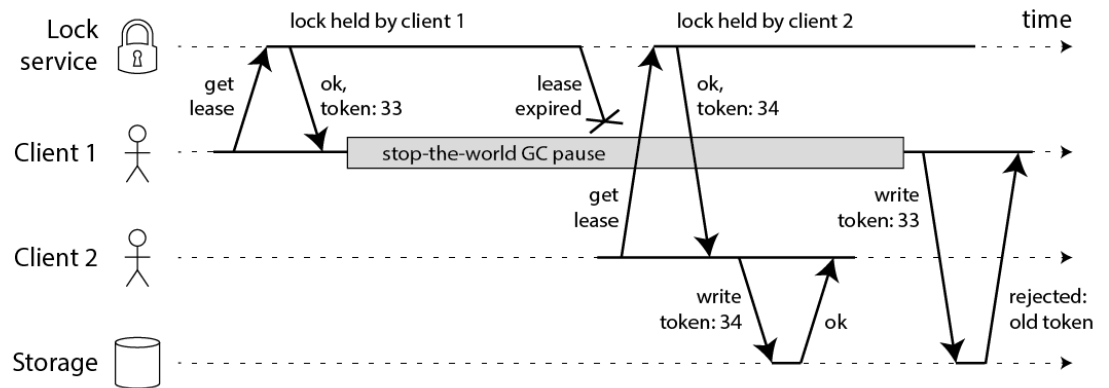 lock held by client 1
lock held by client 2
time
Lock
service
get
lease
ok,
token: 33
lease
expired
ok,
token: 34
Client 1
stop-the-world GC pause
get
lease
write
token: 33
Client 2
write
token: 34
ok
rejected:
old token
Storage